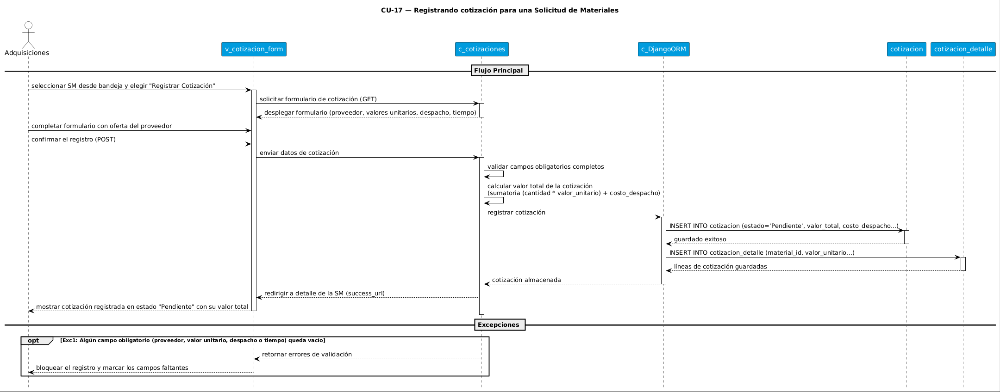 CU-17 — Registrando cotización para una Solicitud de Materiales
Adquisiciones
v_cotizacion_form
c_cotizaciones
c_DjangoORM
cotizacion
cotizacion_detalle
Flujo Principal
seleccionar SM desde bandeja y elegir "Registrar Cotización"
solicitar formulario de cotización (GET)
desplegar formulario (proveedor, valores unitarios, despacho, tiempo)
completar formulario con oferta del proveedor
confirmar el registro (POST)
enviar datos de cotización
validar campos obligatorios completos
calcular valor total de la cotización
(sumatoria (cantidad * valor_unitario) + costo_despacho)
registrar cotización
INSERT INTO cotizacion (estado='Pendiente', valor_total, costo_despacho...)
guardado exitoso
INSERT INTO cotizacion_detalle (material_id, valor_unitario...)
líneas de cotización guardadas
cotización almacenada
redirigir a detalle de la SM (success_url)
mostrar cotización registrada en estado "Pendiente" con su valor total
Excepciones
opt
[Exc1: Algún campo obligatorio (proveedor, valor unitario, despacho o tiempo) queda vacío]
retornar errores de validación
bloquear el registro y marcar los campos faltantes